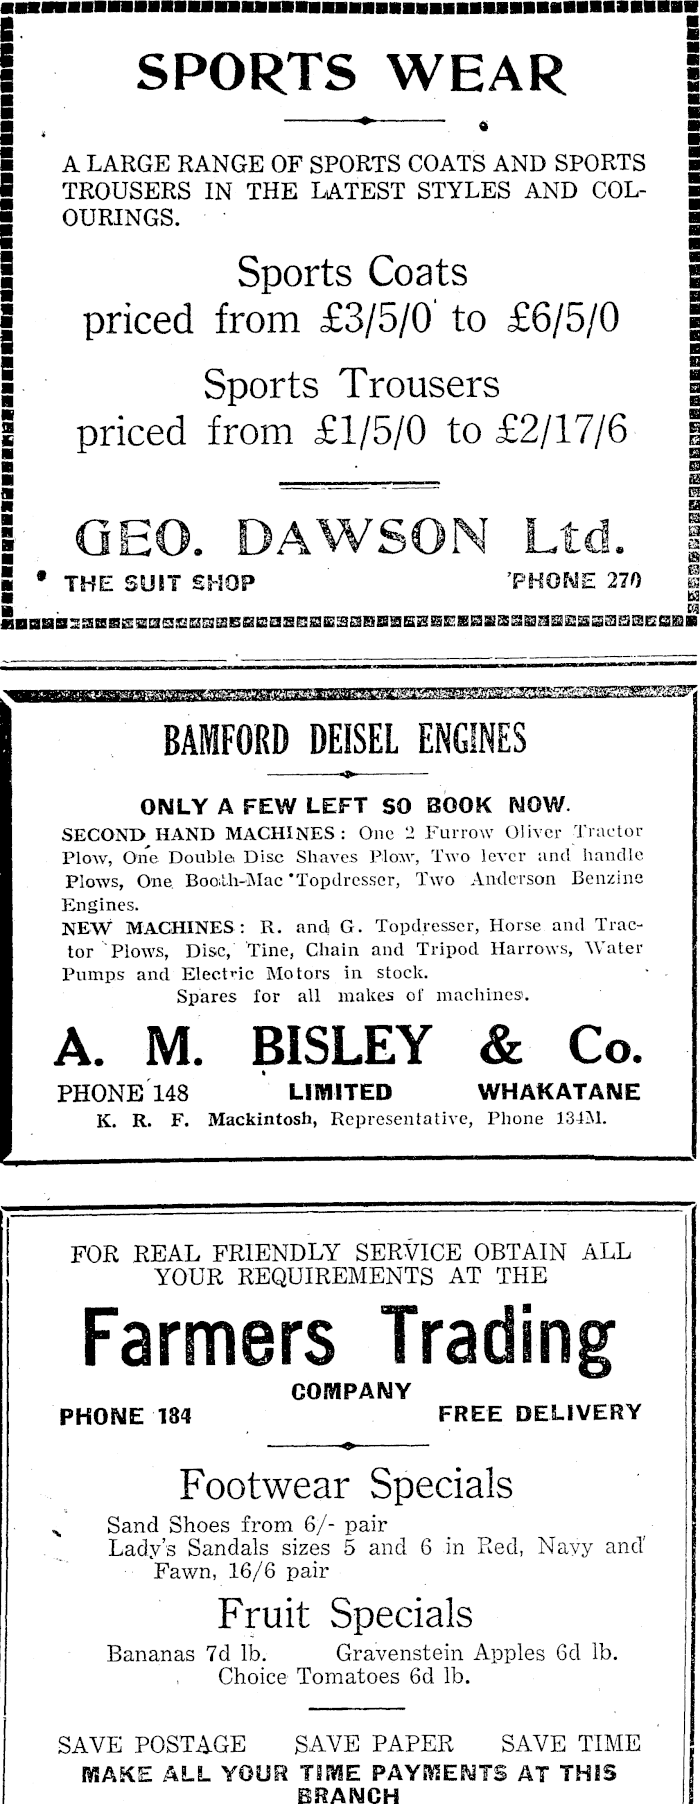 SPORTS WEAR
A LARGE RANGE OF SPORTS COATS AND SPORTS
TROUSERS IN THE LATEST STYLES AND COL-
OURINGS.
Sports Coats
priced from £3/5/0 to £6/5/0
Sports Trousers
priced from £1/5/0 to £2/17/6
GEO. DAWSON Ltd.
THE SUIT SHOP 'PHONE 270
BAMFORD DEISEL ENGINES
ONLY A FEW LEFT SO BOOK NOW.
SECOND HAND MACHINES: One 2 Furrow Oliver Tractor
Plow, One Double Disc Shaves Plow, Two lever and handle
Plows, One Booth-Mac Topdresser, Two Anderson Benzine
Engines.
NEW MACHINES: R. and G. Topdresser, Horse and Trac-
tor Plows, Disc, Tine, Chain and Tripod Harrows, Water
Pumps and Electric Motors in stock.
Spares for all makes of machines.
A. M. BISLEY & Co.
PHONE 148 LIMITED WHAKATANE
K. R. F. Mackintosh, Representative, Phone 134M.
FOR REAL FRIENDLY SERVICE OBTAIN ALL
YOUR REQUIREMENTS AT THE
Farmers Trading
COMPANY
PHONE 184 FREE DELIVERY
Footwear Specials
Sand Shoes from 6/- pair
Lady's Sandals sizes 5 and 6 in Red, Navy and
Fawn, 16/6 pair
Fruit Specials
Bananas 7d lb. Gravenstein Apples 6d lb.
Choice Tomatoes 6d lb.
SAVE POSTAGE SAVE PAPER SAVE TIME
MAKE ALL YOUR TIME PAYMENTS AT THIS
BRANCH